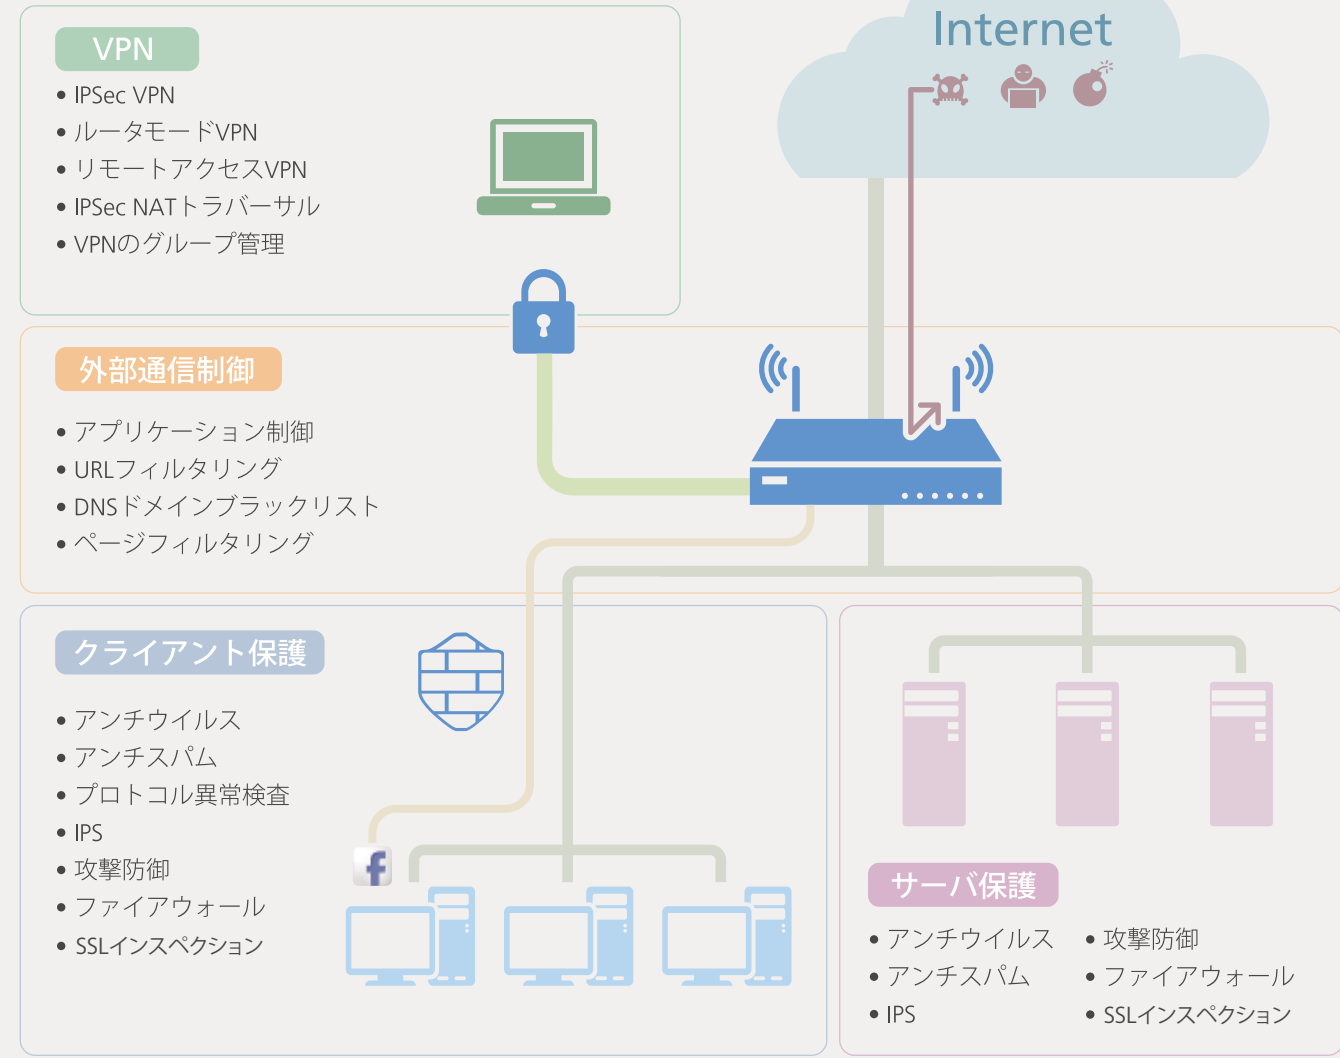 Internet
VPN
• IPSec VPN
• ルータモードVPN
• リモートアクセスVPN
• IPSec NATトラバーサル
• VPNのグループ管理
外部通信制御
• アプリケーション制御
• URLフィルタリング
• DNSドメインブラックリスト
• ページフィルタリング
クライアント保護
• アンチウイルス
• アンチスパム
• プロトコル異常検査
• IPS
• 攻撃防御
• ファイアウォール
• SSLインスペクション
f
サーバ保護
• アンチウイルス
• アンチスパム
• IPS
• 攻撃防御
• ファイアウォール
• SSLインスペクション